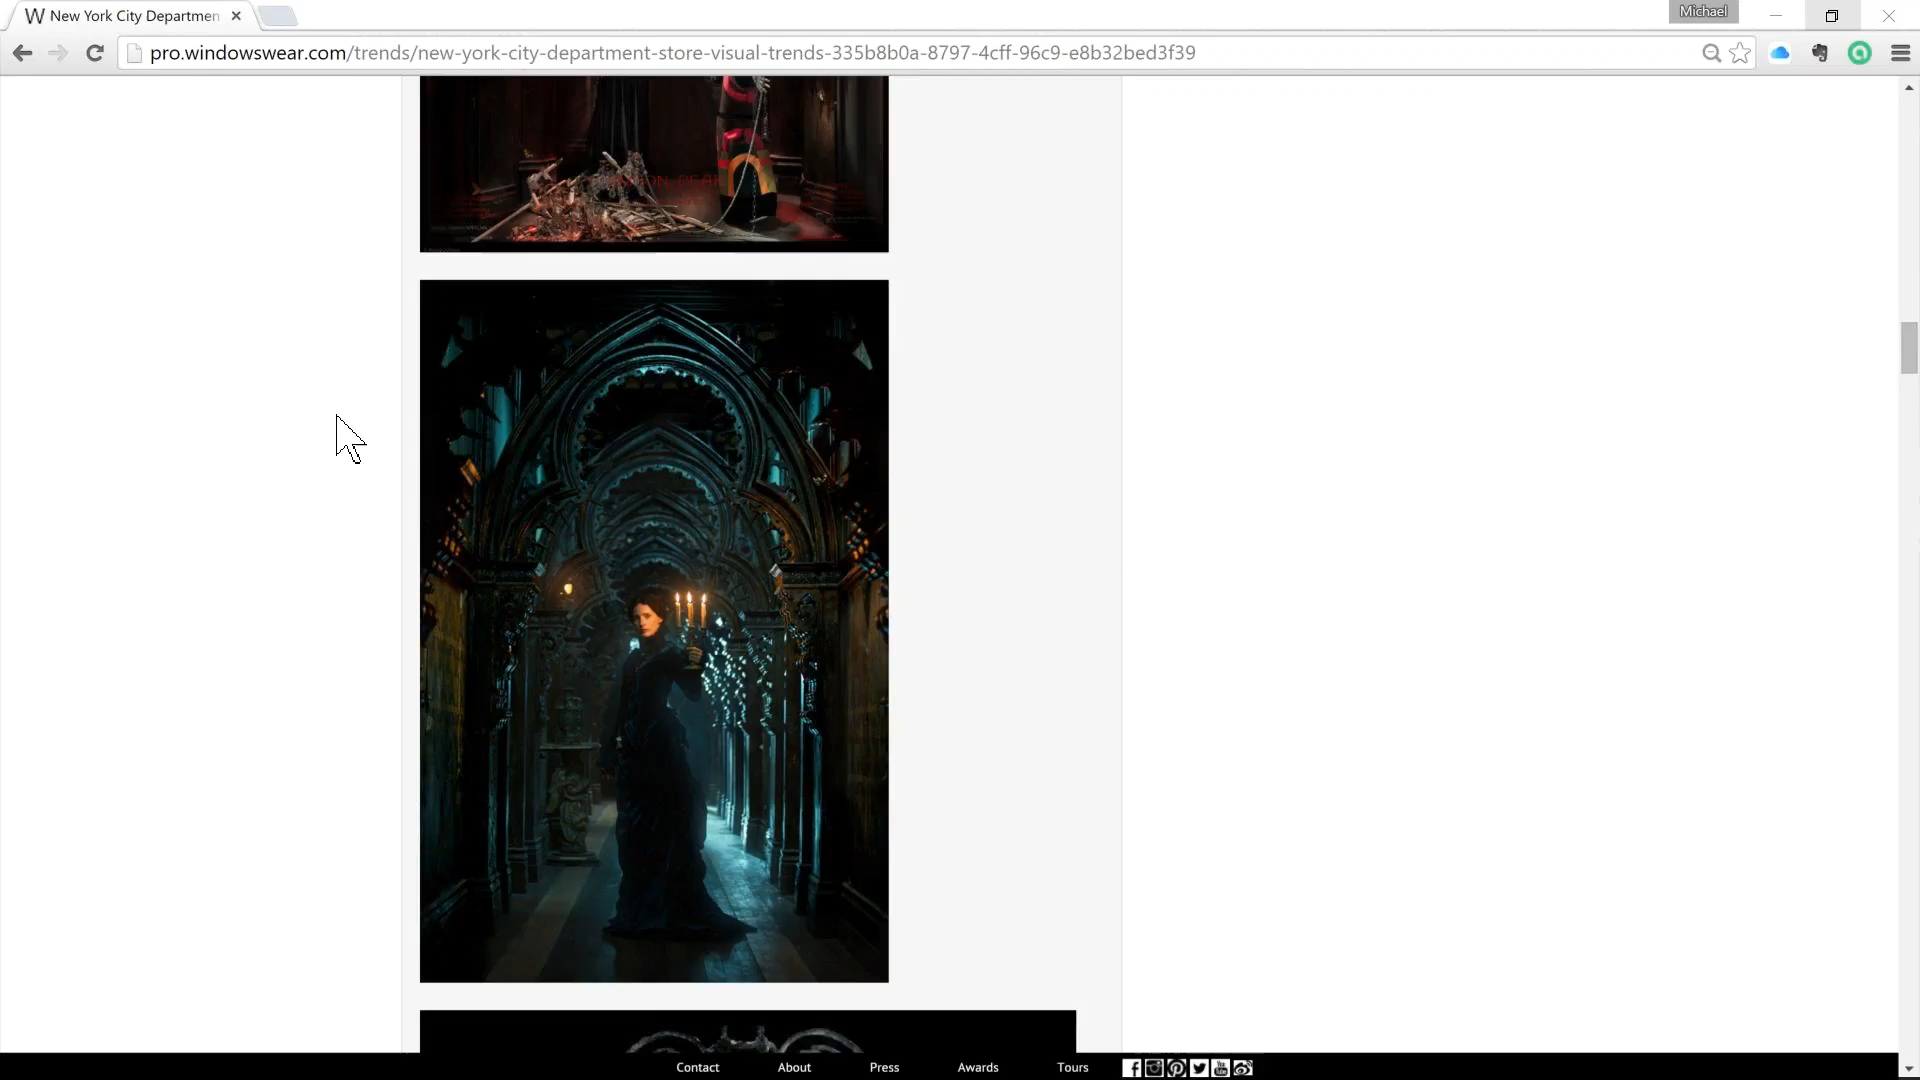 W New York City Departmen
Michael
pro.windowswear.com/trends/new-york-city-department-store-visual-trends-335b8b0a-8797-4cff-96c9-e8b32bed3f39
Contact About Press Awards Tours